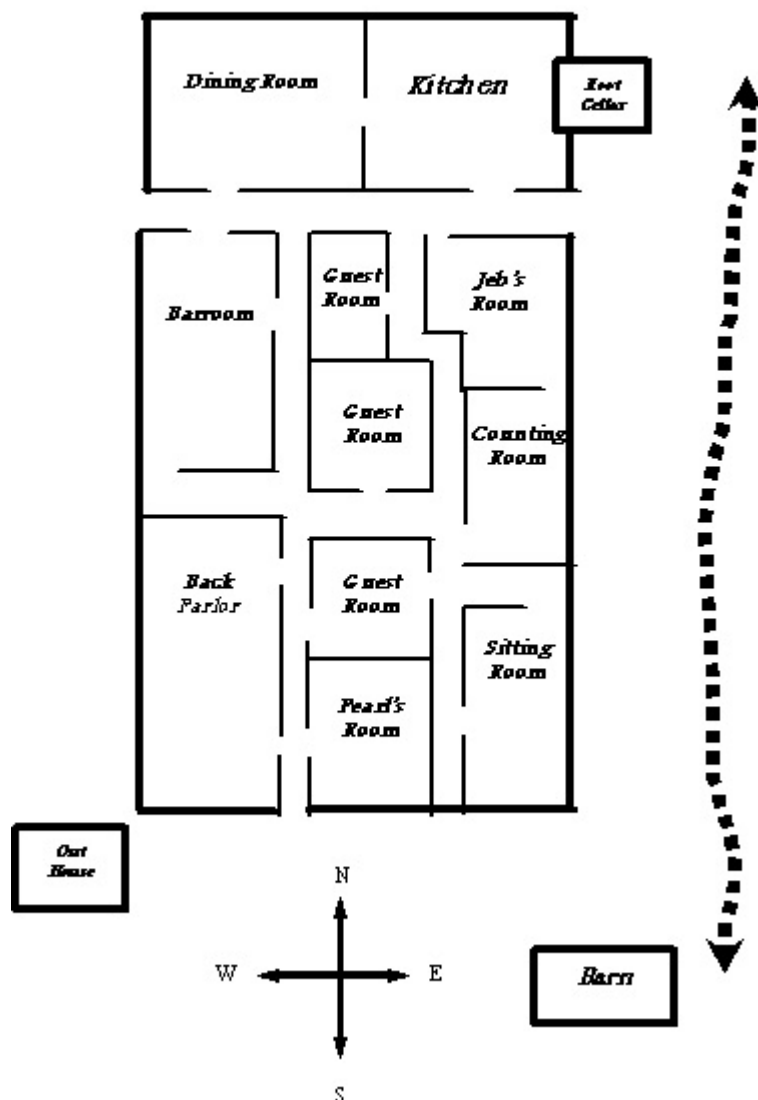 Dining Room
Kitchen
Root
Cellar
Barroom
Guest
Room
Jeb's
Room
Guest
Room
Counting
Room
Back
Parlor
Guest
Room
Sitting
Room
Pearl's
Room
Out
House
N
W
E
Barn
S